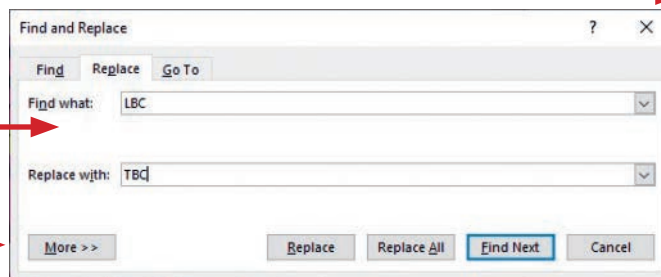 Find and Replace ? ×
Find Replace Go To
Find what: LBC
Replace with: TBC
More >> Replace Replace All Find Next Cancel